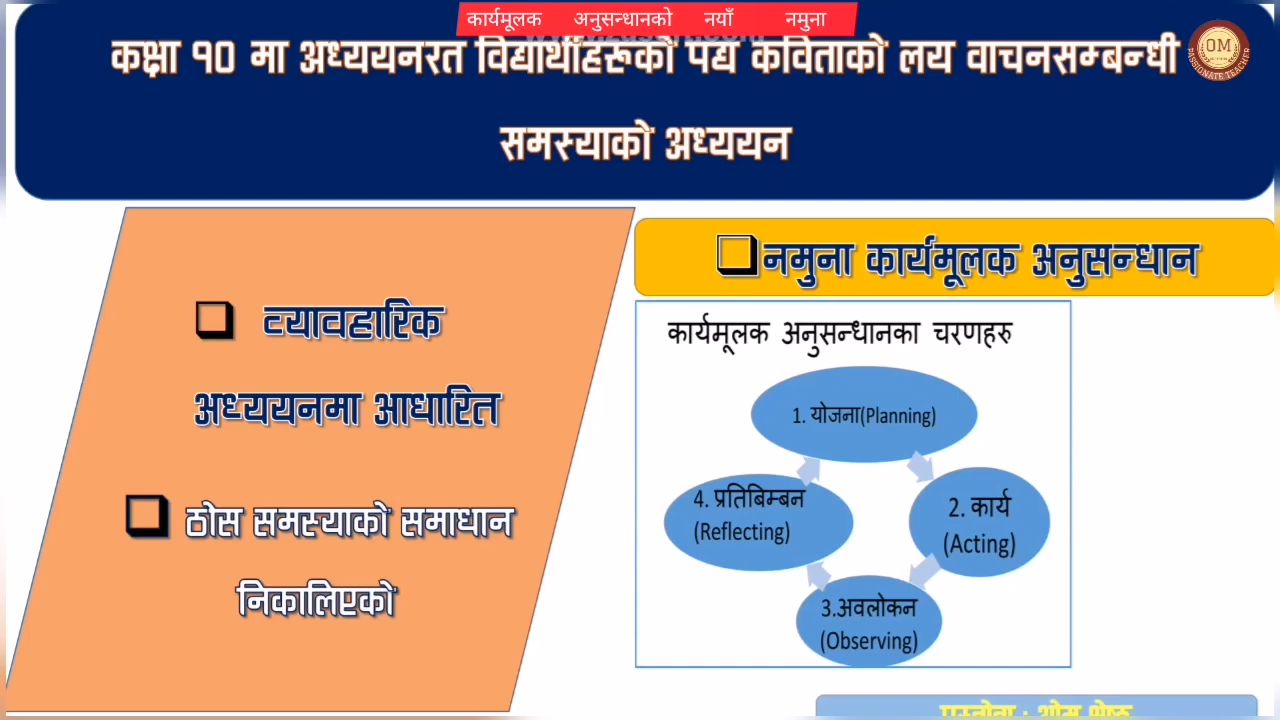 कार्यमूलक अनुसन्धानको नयाँ नमुना
कक्षा १० मा अध्ययनरत विद्यार्थीहरूको पद्य कविताको लय वाचनसम्बन्धी
समस्याको अध्ययन
OM
PASSIONATE TEACHER
व्यावहारिक
अध्ययनमा आधारित
ठोस समस्याको समाधान
निकालिएको
नमुना कार्यमूलक अनुसन्धान
कार्यमूलक अनुसन्धानका चरणहरु
1. योजना(Planning)
2. कार्य
(Acting)
3.अवलोकन
(Observing)
4. प्रतिबिम्बन
(Reflecting)